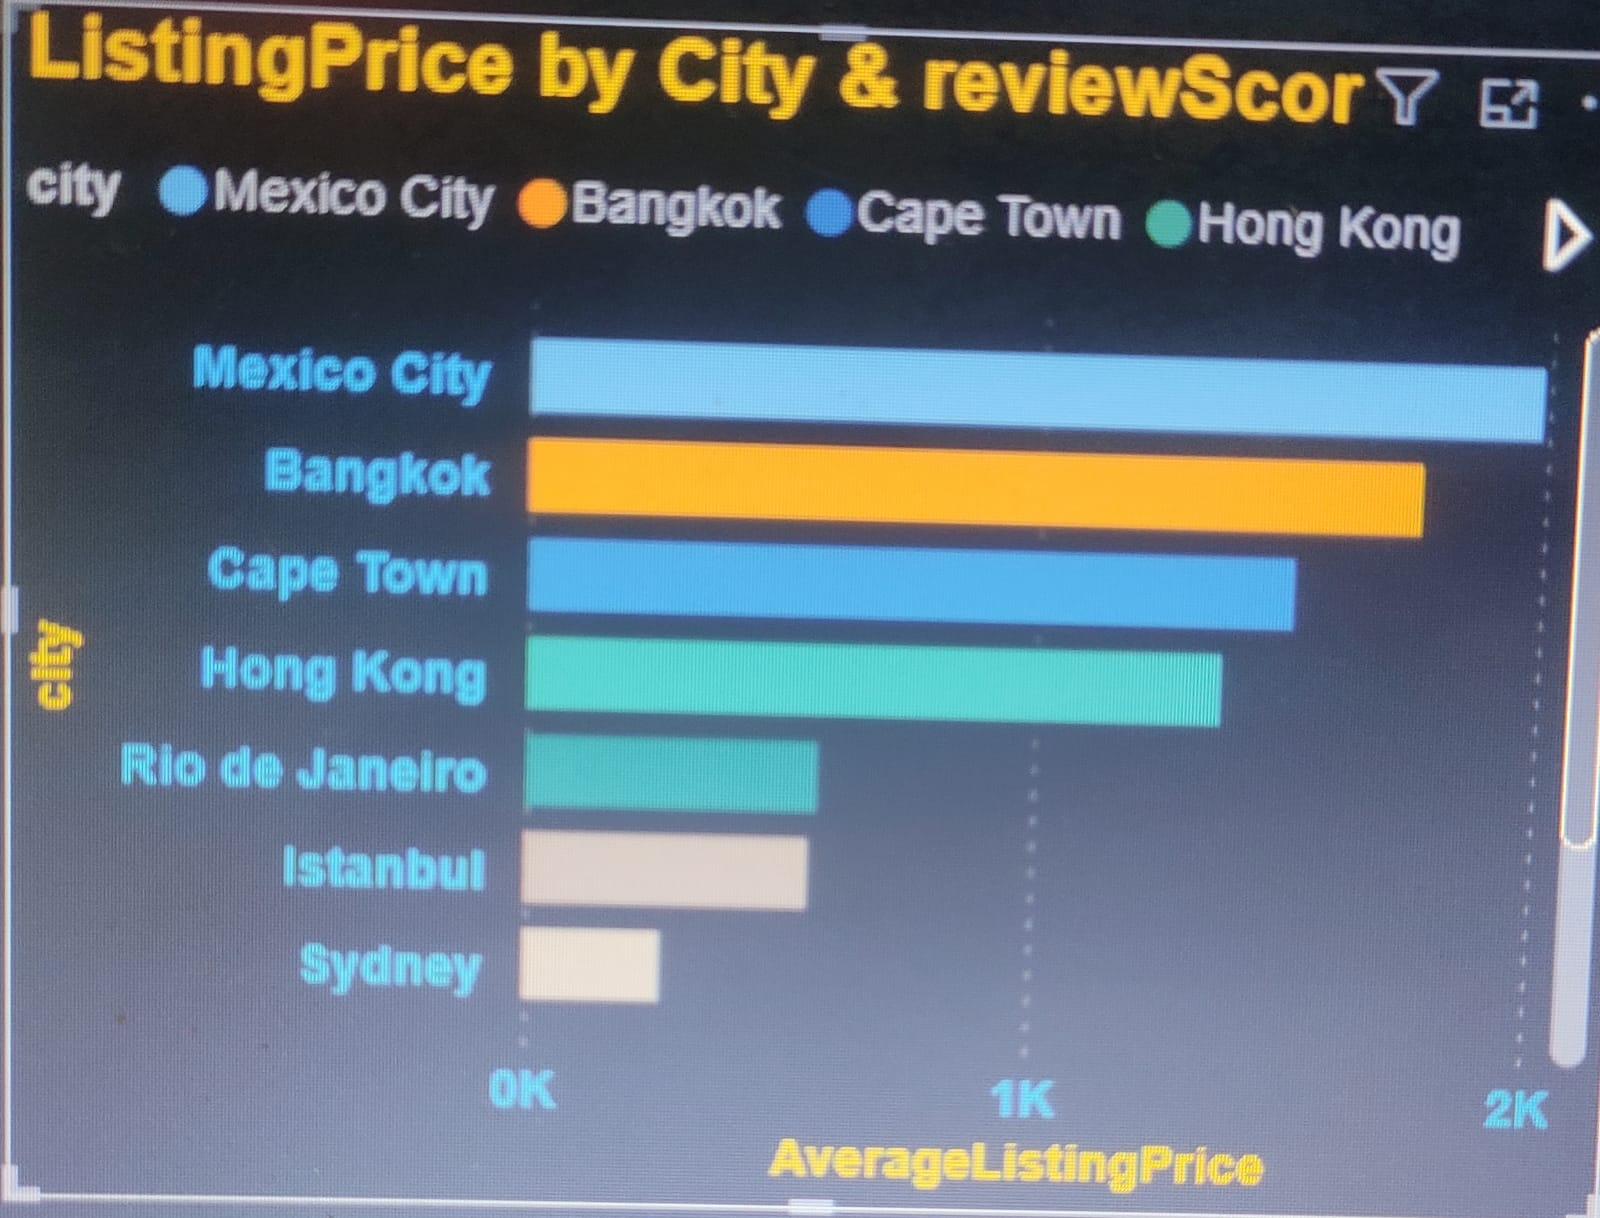 ListingPrice by City & reviewScor
city Mexico City Bangkok Cape Town Hong Kong
Mexico City
Bangkok
Cape Town
Hong Kong
Rio de Janeiro
Istanbul
Sydney
city
0K 1K 2K
AverageListingPrice